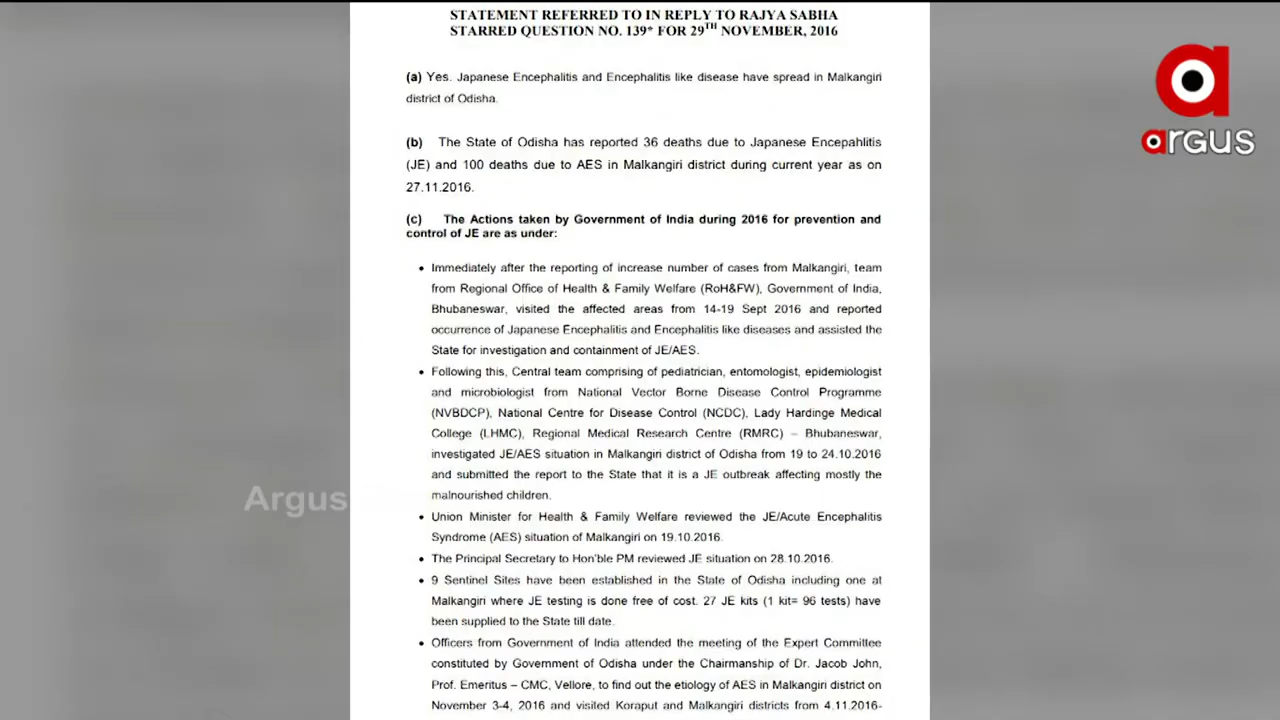 STATEMENT REFERRED TO IN REPLY TO RAJYA SABHA
STARRED QUESTION NO. 139* FOR 29TH NOVEMBER, 2016
(a) Yes. Japanese Encephalitis and Encephalitis like disease have spread in Malkangiri
district of Odisha.
(b) The State of Odisha has reported 36 deaths due to Japanese Encepahlitis
(JE) and 100 deaths due to AES in Malkangiri district during current year as on
27.11.2016.
(c) The Actions taken by Government of India during 2016 for prevention and
control of JE are as under:
• Immediately after the reporting of increase number of cases from Malkangiri, team
from Regional Office of Health & Family Welfare (RoH&FW), Government of India,
Bhubaneswar, visited the affected areas from 14-19 Sept 2016 and reported
occurrence of Japanese Encephalitis and Encephalitis like diseases and assisted the
State for investigation and containment of JE/AES.
• Following this, Central team comprising of pediatrician, entomologist, epidemiologist
and microbiologist from National Vector Borne Disease Control Programme
(NVBDCP), National Centre for Disease Control (NCDC), Lady Hardinge Medical
College (LHMC), Regional Medical Research Centre (RMRC) – Bhubaneswar,
investigated JE/AES situation in Malkangiri district of Odisha from 19 to 24.10.2016
and submitted the report to the State that it is a JE outbreak affecting mostly the
malnourished children.
• Union Minister for Health & Family Welfare reviewed the JE/Acute Encephalitis
Syndrome (AES) situation of Malkangiri on 19.10.2016.
• The Principal Secretary to Hon'ble PM reviewed JE situation on 28.10.2016.
• 9 Sentinel Sites have been established in the State of Odisha including one at
Malkangiri where JE testing is done free of cost. 27 JE kits (1 kit= 96 tests) have
been supplied to the State till date.
• Officers from Government of India attended the meeting of the Expert Committee
constituted by Government of Odisha under the Chairmanship of Dr. Jacob John,
Prof. Emeritus – CMC, Vellore, to find out the etiology of AES in Malkangiri district on
November 3-4, 2016 and visited Koraput and Malkangiri districts from 4.11.2016-
argus
Argus